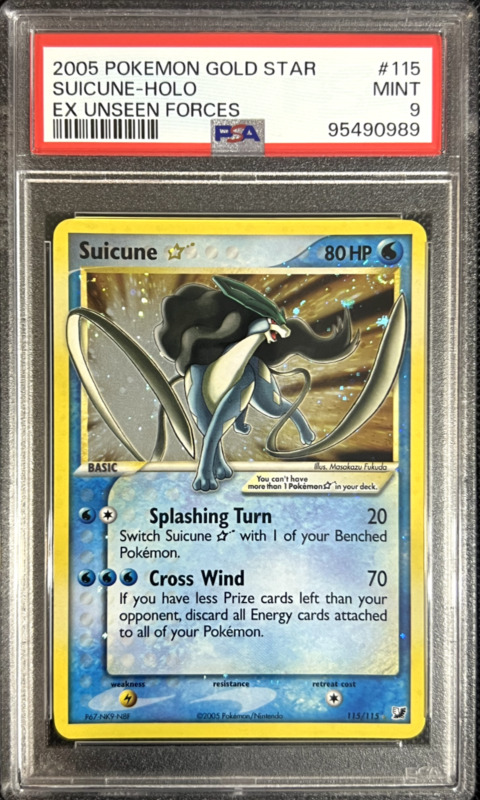 2005 POKEMON GOLD STAR #115
SUICUNE-HOLO MINT
EX UNSEEN FORCES 9
PSA 95490989
Suicune 80 HP
BASIC
Illus. Masakazu Fukuda
You can't have
more than 1 Pokémon☆ in your deck.
Splashing Turn 20
Switch Suicune ☆ with 1 of your Benched
Pokémon.
Cross Wind 70
If you have less Prize cards left than your
opponent, discard all Energy cards attached
to all of your Pokémon.
weakness resistance retreat cost
©2005 Pokémon/Nintendo 115/115